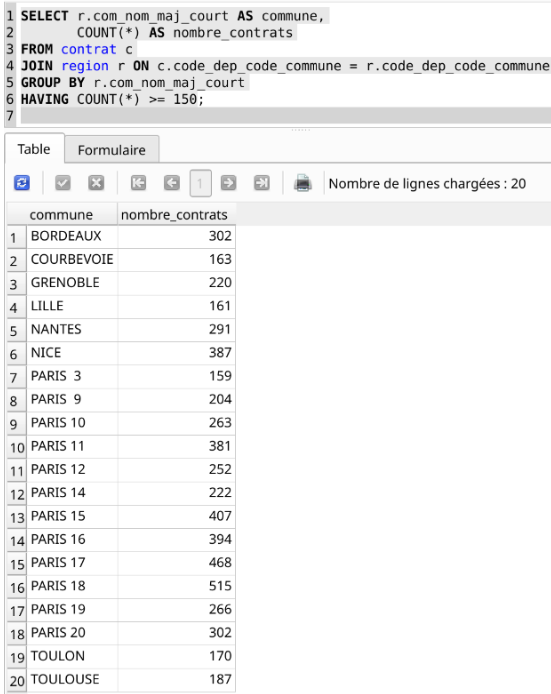 1 SELECT r.com_nom_maj_court AS commune,
2 COUNT(*) AS nombre_contrats
3 FROM contrat c
4 JOIN region r ON c.code_dep_code_commune = r.code_dep_code_commune
5 GROUP BY r.com_nom_maj_court
6 HAVING COUNT(*) >= 150;
7
Table Formulaire
1 Nombre de lignes chargées : 20
commune nombre_contrats
1 BORDEAUX 302
2 COURBEVOIE 163
3 GRENOBLE 220
4 LILLE 161
5 NANTES 291
6 NICE 387
7 PARIS  3 159
8 PARIS  9 204
9 PARIS 10 263
10 PARIS 11 381
11 PARIS 12 252
12 PARIS 14 222
13 PARIS 15 407
14 PARIS 16 394
15 PARIS 17 468
16 PARIS 18 515
17 PARIS 19 266
18 PARIS 20 302
19 TOULON 170
20 TOULOUSE 187